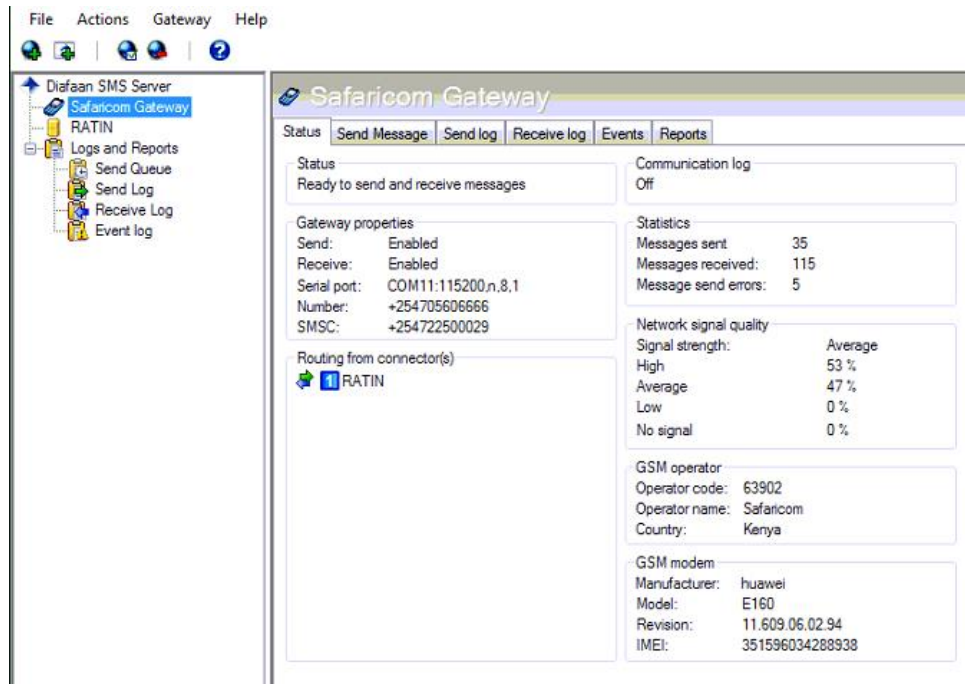 File Actions Gateway Help
Diafaan SMS Server
Safaricom Gateway
RATIN
Logs and Reports
Send Queue
Send Log
Receive Log
Event log
Safaricom Gateway
Status Send Message Send log Receive log Events Reports
Status
Ready to send and receive messages
Gateway properties
Send: Enabled
Receive: Enabled
Serial port: COM11:115200,n,8,1
Number: +254705606666
SMSC: +254722500029
Routing from connector(s)
1 RATIN
Communication log
Off
Statistics
Messages sent 35
Messages received: 115
Message send errors: 5
Network signal quality
Signal strength: Average
High 53 %
Average 47 %
Low 0 %
No signal 0 %
GSM operator
Operator code: 63902
Operator name: Safaricom
Country: Kenya
GSM modem
Manufacturer: huawei
Model: E160
Revision: 11.609.06.02.94
IMEI: 351596034288938